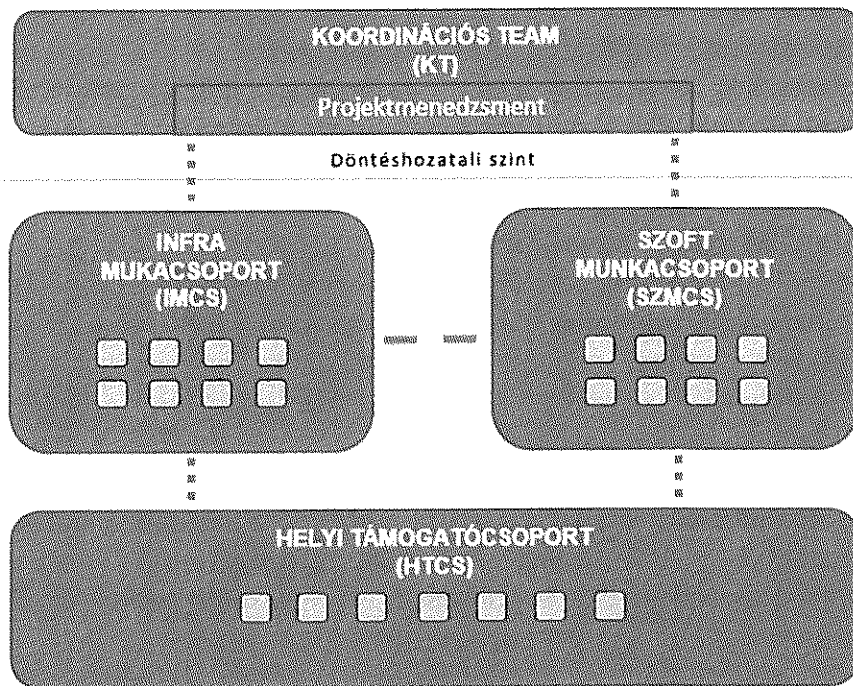 KOORDINÁCIÓS TEAM
(KT)
Projektmenedzsment
Döntéshozatali szint
INFRA
MUKACSOPORT
(IMCS)
SZOFT
MUNKACSOPORT
(SZMCS)
HELYI TÁMOGATÓCSOPORT
(HTCS)